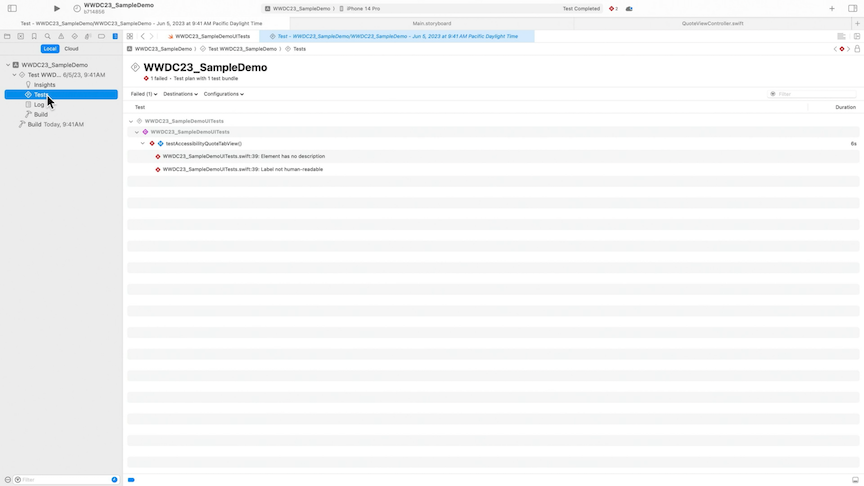 WWDC23_SampleDemo
b714856
WWDC23_SampleDemo
iPhone 14 Pro
Test Completed
2
Test - WWDC23_SampleDemo/WWDC23_SampleDemo - Jun 5, 2023 at 9:41 AM Pacific Daylight Time
Main.storyboard
QuoteViewController.swift
WWDC23_SampleDemoUITests
Test - WWDC23_SampleDemo/WWDC23_SampleDemo - Jun 5, 2023 at 9:41 AM Pacific Daylight Time
Local
Cloud
WWDC23_SampleDemo
Test WWDC23_SampleDemo
Tests
WWDC23_SampleDemo
Test WWD... 6/5/23, 9:41AM
Insights
Tests
Log
Build
Build Today, 9:41AM
WWDC23_SampleDemo
1 failed • Test plan with 1 test bundle
Failed (1)
Destinations
Configurations
Filter
Test
Duration
WWDC23_SampleDemoUITests
WWDC23_SampleDemoUITests
testAccessibilityQuoteTabView()
6s
WWDC23_SampleDemoUITests.swift:39: Element has no description
WWDC23_SampleDemoUITests.swift:39: Label not human-readable
Filter